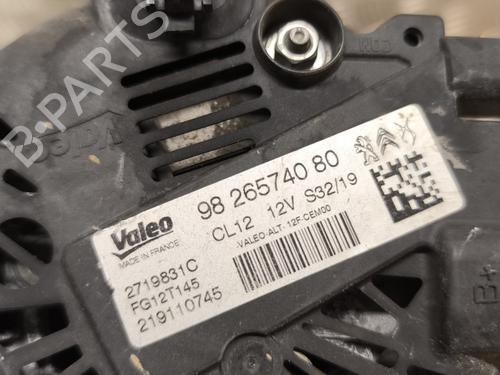 B-PARTS
COM
Valeo
MADE IN FRANCE
98 265740 80
CL12 12V S32/19
VALEO-ALT-12F-CEM00
2719831C
FG12T145
219110745
B+